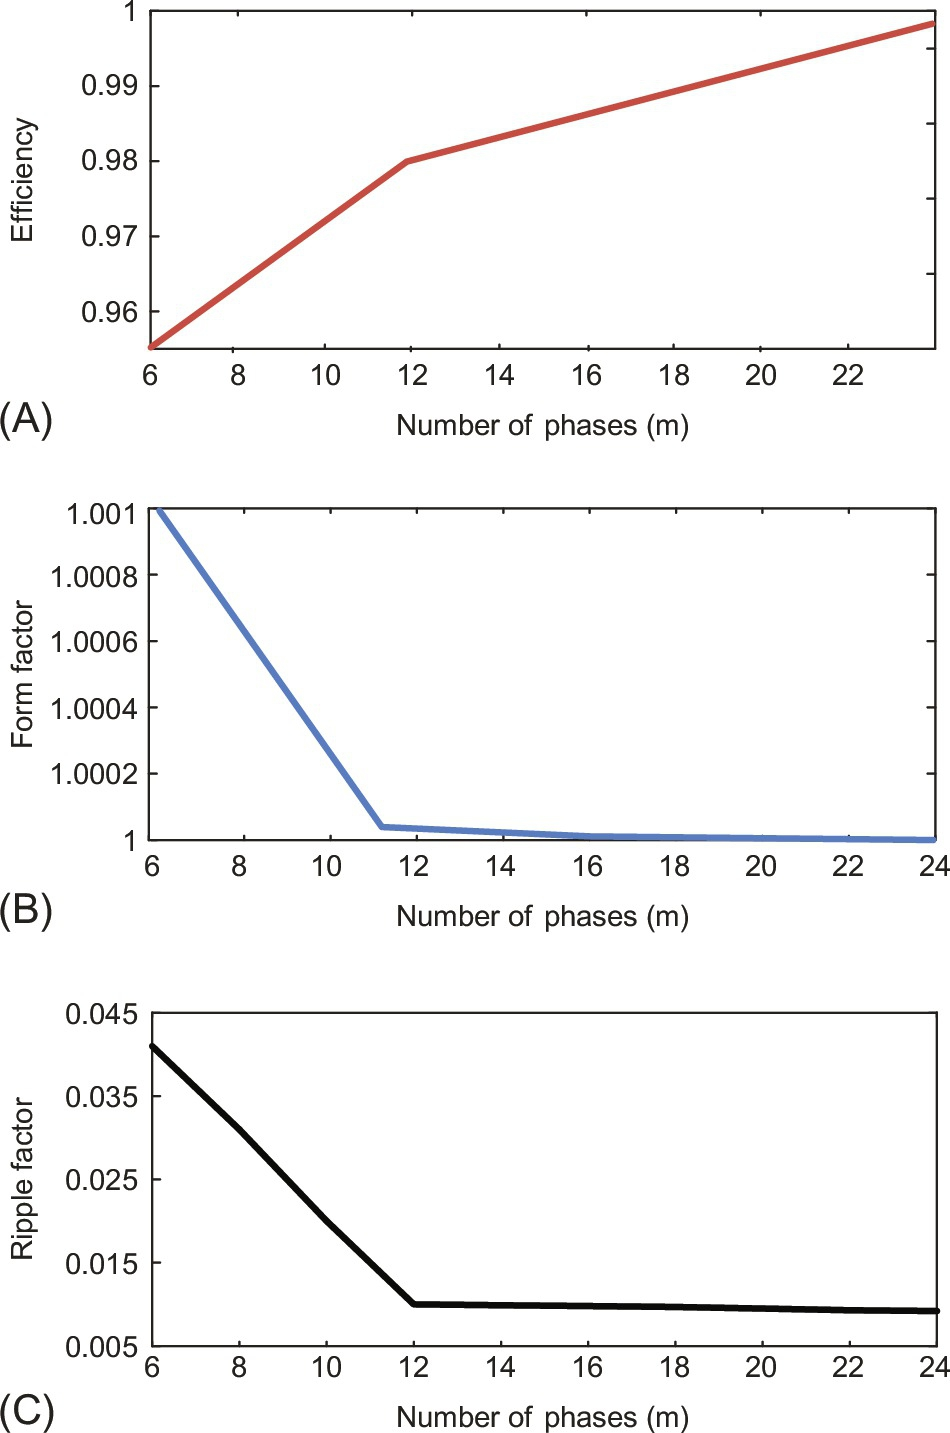 1
0.99
0.98
0.97
0.96
Efficiency
6 8 10 12 14 16 18 20 22
Number of phases (m)
(A)
1.001
1.0008
1.0006
1.0004
1.0002
1
Form factor
6 8 10 12 14 16 18 20 22 24
Number of phases (m)
(B)
0.045
0.035
0.025
0.015
0.005
Ripple factor
6 8 10 12 14 16 18 20 22 24
Number of phases (m)
(C)